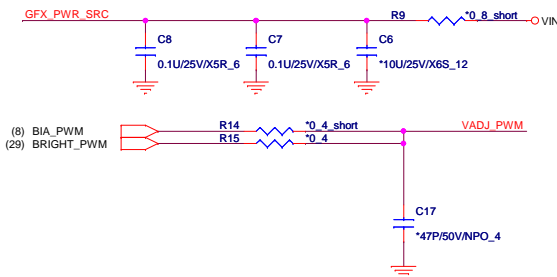 GFX_PWR_SRC
R9
*0_8_short
VIN
C8
0.1U/25V/X5R_6
C7
0.1U/25V/X5R_6
C6
*10U/25V/X6S_12
(8) BIA_PWM
R14
*0_4_short
VADJ_PWM
(29) BRIGHT_PWM
R15
*0_4
C17
*47P/50V/NPO_4